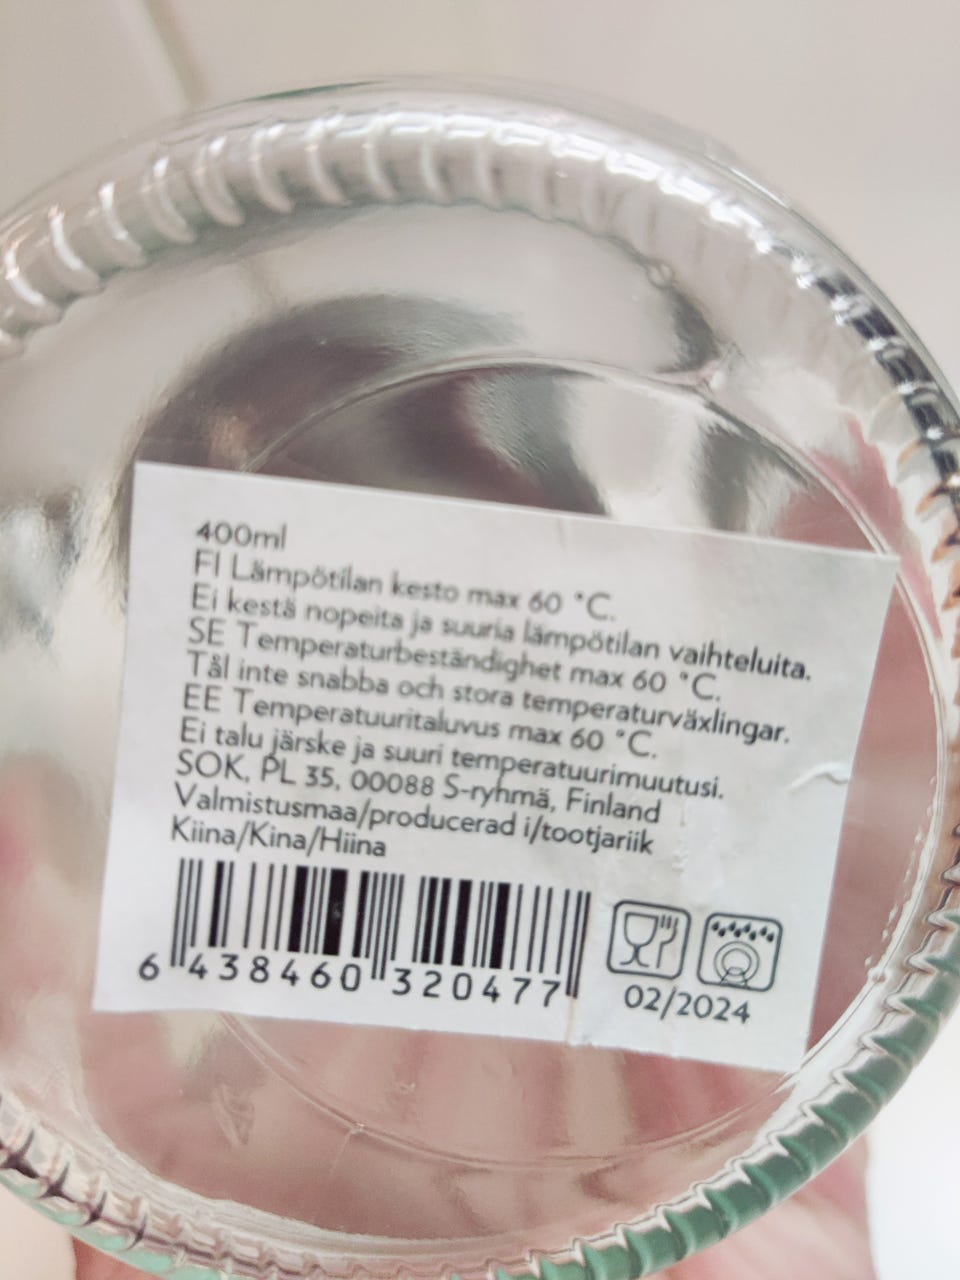 400ml
FI Lämpötilan kesto max 60 °C.
Ei kestä nopeita ja suuria lämpötilan vaihteluita.
SE Temperaturbeständighet max 60 °C.
Tål inte snabba och stora temperaturväxlingar.
EE Temperatuuritaluvus max 60 °C.
Ei talu järske ja suuri temperatuurimuutusi.
SOK, PL 35, 00088 S-ryhmä, Finland
Valmistusmaa/producerad i/tootjariik
Kiina/Kina/Hiina
6 438460 320477
02/2024